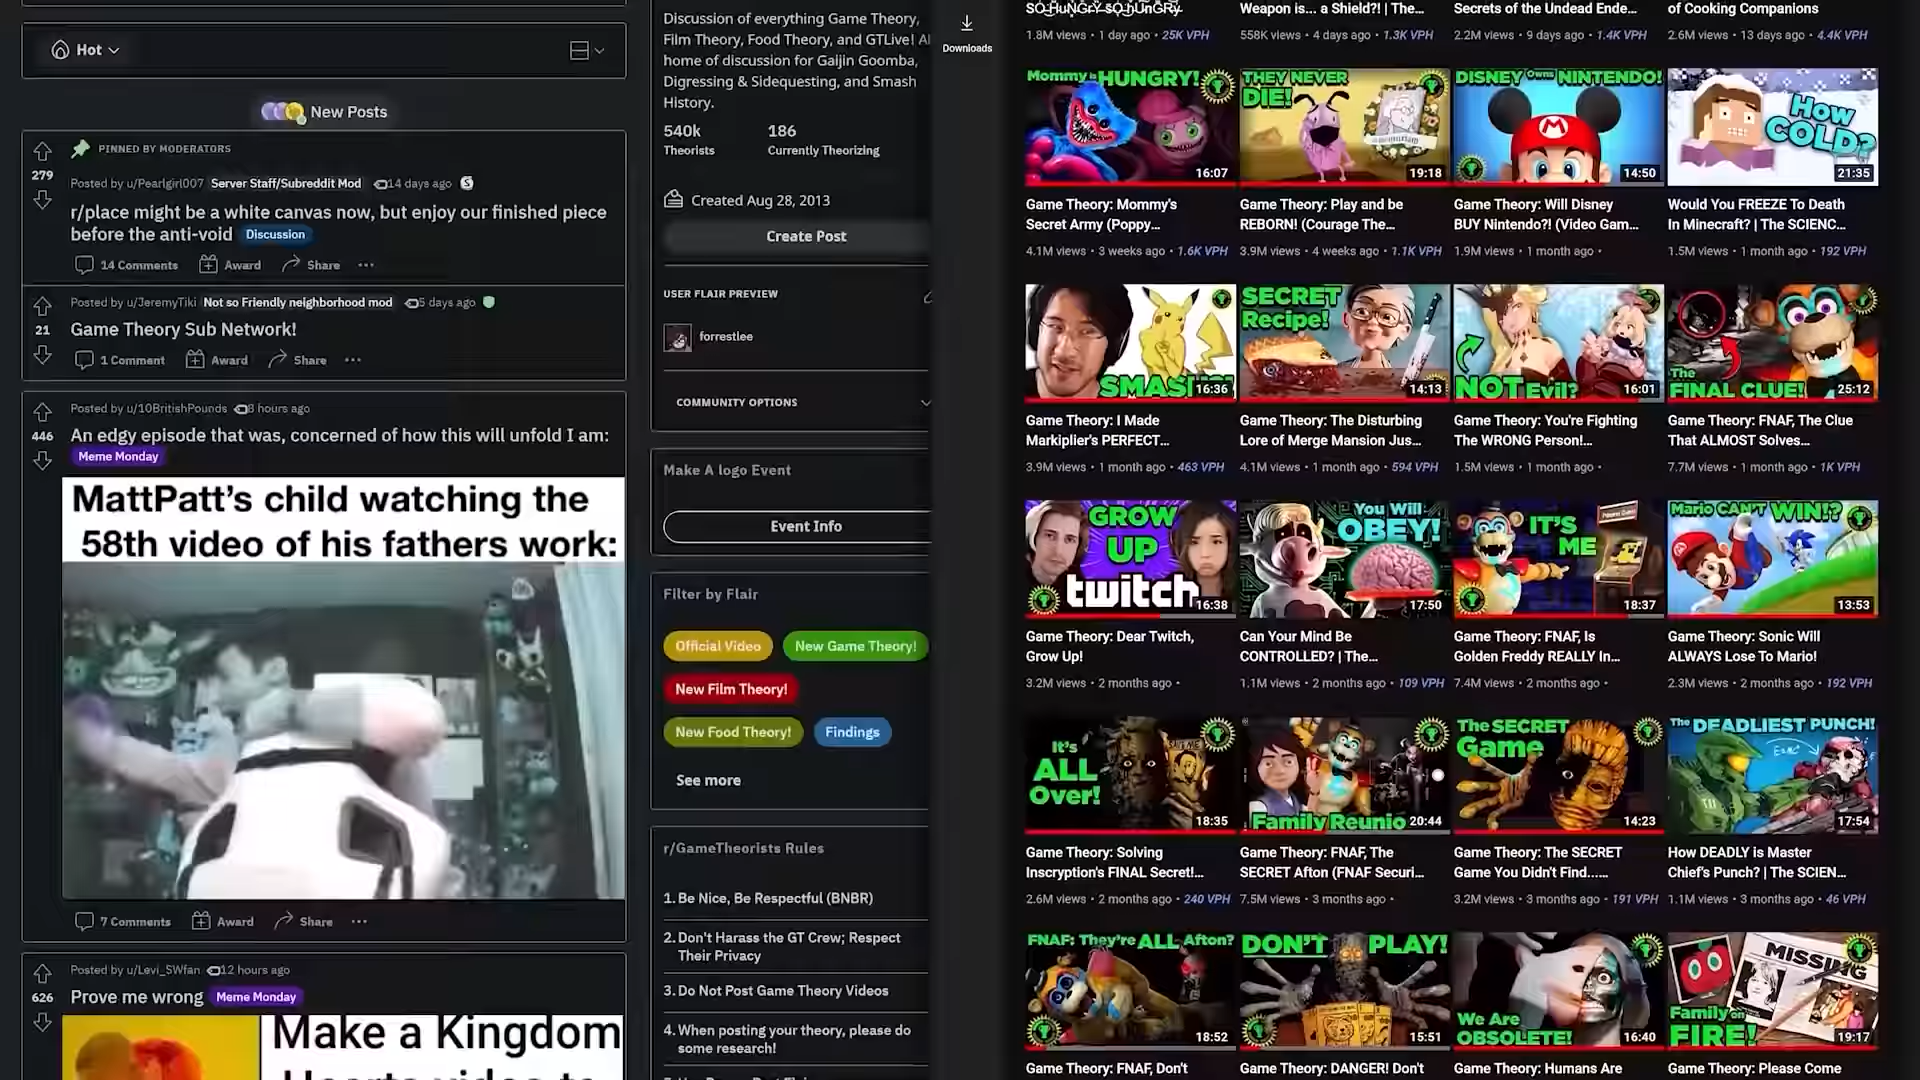 Hot
New Posts
PINNED BY MODERATORS
279
Posted by u/Pearlgirl007 Server Staff/Subreddit Mod 14 days ago
r/place might be a white canvas now, but enjoy our finished piece
before the anti-void Discussion
14 Comments Award Share
Posted by u/JeremyTiki Not so Friendly neighborhood mod 5 days ago
21
Game Theory Sub Network!
1 Comment Award Share
Posted by u/10BritishPounds 8 hours ago
446
An edgy episode that was, concerned of how this will unfold I am:
Meme Monday
MattPatt's child watching the
58th video of his fathers work:
7 Comments Award Share
Posted by u/Levi_SWfan 12 hours ago
626
Prove me wrong Meme Monday
Make a Kingdom
Discussion of everything Game Theory,
Film Theory, Food Theory, and GTLive!
home of discussion for Gaijin Goomba,
Digressing & Sidequesting, and Smash
History.
540k 186
Theorists Currently Theorizing
Created Aug 28, 2013
Create Post
USER FLAIR PREVIEW
forrestlee
COMMUNITY OPTIONS
Make A logo Event
Event Info
Filter by Flair
Official Video New Game Theory!
New Film Theory!
New Food Theory! Findings
See more
r/GameTheorists Rules
1. Be Nice, Be Respectful (BNBR)
2. Don't Harass the GT Crew; Respect
Their Privacy
3. Do Not Post Game Theory Videos
4. When posting your theory, please do
some research!
Downloads
SO HuNGrY SO hUnGRy Weapon is... a Shield?! | The... Secrets of the Undead Ende... of Cooking Companions
1.8M views • 1 day ago • 25K VPH 558K views • 4 days ago • 1.3K VPH 2.2M views • 9 days ago • 1.4K VPH 2.6M views • 13 days ago • 4.4K VPH
Mommy is HUNGRY! THEY NEVER DISNEY Owns NINTENDO! How
DIE! COLD?
16:07 19:18 14:50 21:35
Game Theory: Mommy's Game Theory: Play and be Game Theory: Will Disney Would You FREEZE To Death
Secret Army (Poppy... REBORN! (Courage The... BUY Nintendo?! (Video Gam... In Minecraft? | The SCIENC...
4.1M views • 3 weeks ago • 1.6K VPH 3.9M views • 4 weeks ago • 1.1K VPH 1.9M views • 1 month ago • 1.5M views • 1 month ago • 192 VPH
SECRET
Recipe!
The
16:36 14:13 NOT Evil? 16:01 FINAL CLUE! 25:12
Game Theory: I Made Game Theory: The Disturbing Game Theory: You're Fighting Game Theory: FNAF, The Clue
Markiplier's PERFECT... Lore of Merge Mansion Jus... The WRONG Person!... That ALMOST Solves...
3.9M views • 1 month ago • 463 VPH 4.1M views • 1 month ago • 594 VPH 1.5M views • 1 month ago • 7.7M views • 1 month ago • 1K VPH
GROW You Will IT'S Mario CAN'T WIN!?
UP OBEY! ME
twitch 16:38 17:50 18:37 13:53
Game Theory: Dear Twitch, Can Your Mind Be Game Theory: FNAF, Is Game Theory: Sonic Will
Grow Up! CONTROLLED? | The... Golden Freddy REALLY In... ALWAYS Lose To Mario!
3.2M views • 2 months ago • 1.1M views • 2 months ago • 109 VPH 7.4M views • 2 months ago • 2.3M views • 2 months ago • 192 VPH
It's The SECRET The DEADLIEST PUNCH!
ALL Game
Over!
18:35 Family Reunio 20:44 14:23 17:54
Game Theory: Solving Game Theory: FNAF, The Game Theory: The SECRET How DEADLY is Master
Inscryption's FINAL Secret!... SECRET Afton (FNAF Securi... Game You Didn't Find...... Chief's Punch? | The SCIEN...
2.6M views • 2 months ago • 240 VPH 7.5M views • 3 months ago • 3.2M views • 3 months ago • 191 VPH 1.1M views • 3 months ago • 46 VPH
FNAF: They're ALL Afton? DON'T PLAY! MISSING
We Are Family on
18:52 15:51 OBSOLETE! 16:40 FIRE! 19:17
Game Theory: FNAF, Don't Game Theory: DANGER! Don't Game Theory: Humans Are Game Theory: Please Come